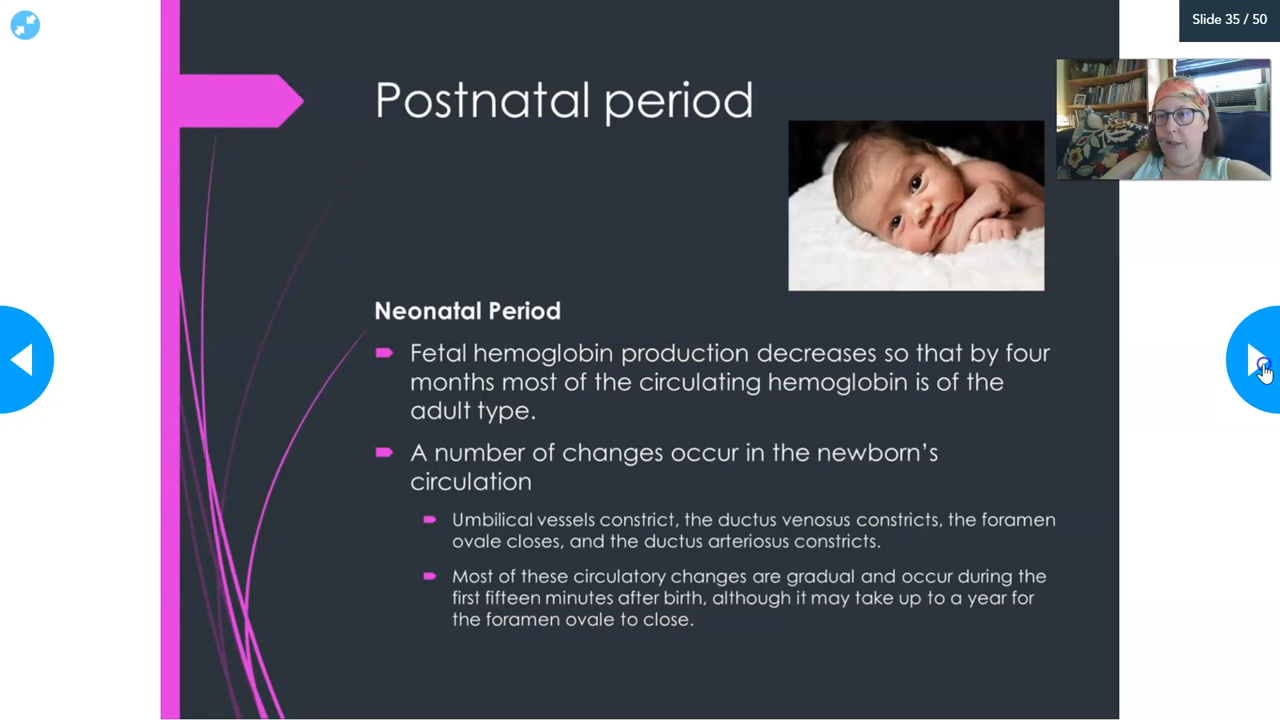 Slide 35 / 50
Postnatal period
Neonatal Period
Fetal hemoglobin production decreases so that by four
months most of the circulating hemoglobin is of the
adult type.
A number of changes occur in the newborn's
circulation
Umbilical vessels constrict, the ductus venosus constricts, the foramen
ovale closes, and the ductus arteriosus constricts.
Most of these circulatory changes are gradual and occur during the
first fifteen minutes after birth, although it may take up to a year for
the foramen ovale to close.